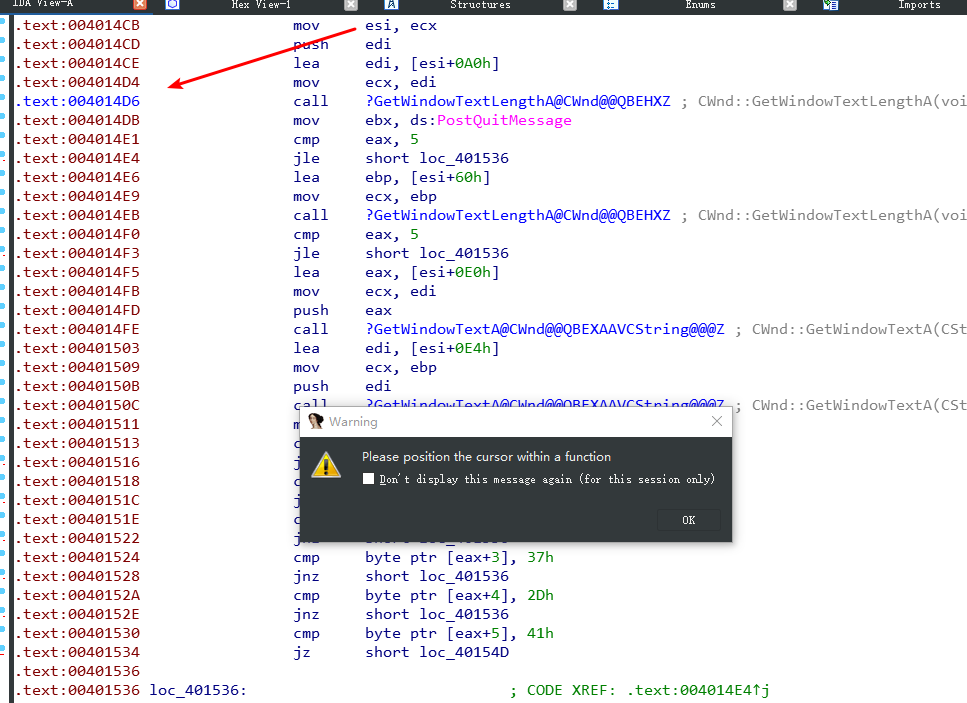 IDA View-A Hex View-1 Structures Enums Imports
.text:004014CB mov esi, ecx
.text:004014CD push edi
.text:004014CE lea edi, [esi+0A0h]
.text:004014D4 mov ecx, edi
.text:004014D6 call ?GetWindowTextLengthA@CWnd@@QBEHXZ ; CWnd::GetWindowTextLengthA(voi
.text:004014DB mov ebx, ds:PostQuitMessage
.text:004014E1 cmp eax, 5
.text:004014E4 jle short loc_401536
.text:004014E6 lea ebp, [esi+60h]
.text:004014E9 mov ecx, ebp
.text:004014EB call ?GetWindowTextLengthA@CWnd@@QBEHXZ ; CWnd::GetWindowTextLengthA(voi
.text:004014F0 cmp eax, 5
.text:004014F3 jle short loc_401536
.text:004014F5 lea eax, [esi+0E0h]
.text:004014FB mov ecx, edi
.text:004014FD push eax
.text:004014FE call ?GetWindowTextA@CWnd@@QBEXAAVCString@@@Z ; CWnd::GetWindowTextA(CSt
.text:00401503 lea edi, [esi+0E4h]
.text:00401509 mov ecx, ebp
.text:0040150B push edi
.text:0040150C call ?GetWindowTextA@CWnd@@QBEXAAVCString@@@Z ; CWnd::GetWindowTextA(CSt
.text:00401511
Warning
.text:00401513
.text:00401516
Please position the cursor within a function
.text:00401518
Don't display this message again (for this session only)
.text:0040151C
.text:0040151E
OK
.text:00401522
.text:00401524 cmp byte ptr [eax+3], 37h
.text:00401528 jnz short loc_401536
.text:0040152A cmp byte ptr [eax+4], 2Dh
.text:0040152E jnz short loc_401536
.text:00401530 cmp byte ptr [eax+5], 41h
.text:00401534 jz short loc_40154D
.text:00401536
.text:00401536 loc_401536: ; CODE XREF: .text:004014E4↑j